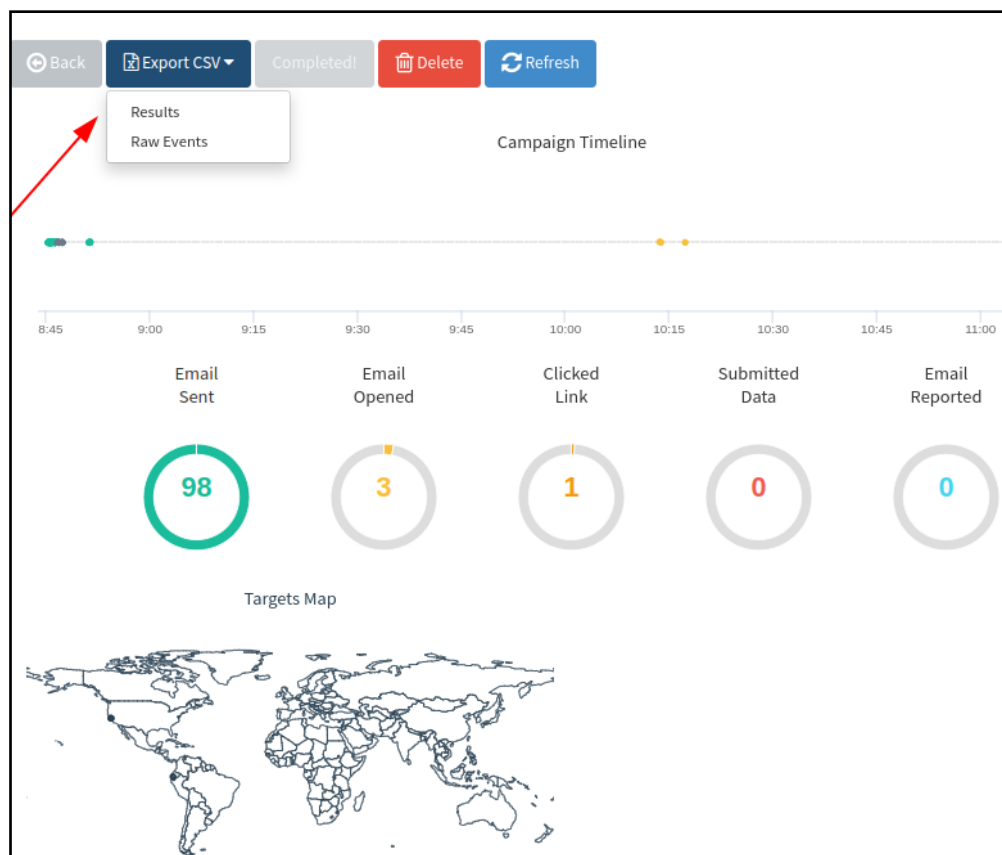 Back Export CSV Completed! Delete Refresh
Results
Raw Events
Campaign Timeline
8:45 9:00 9:15 9:30 9:45 10:00 10:15 10:30 10:45 11:00
Email Email Clicked Submitted Email
Sent Opened Link Data Reported
98 3 1 0 0
Targets Map